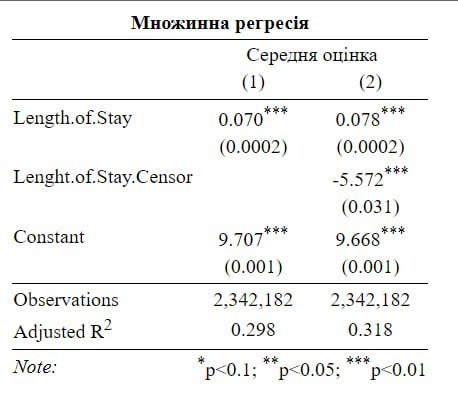 Множинна регресія
Середня оцінка
(1) (2)
Length.of.Stay 0.070*** 0.078***
(0.0002) (0.0002)
Lenght.of.Stay.Censor -5.572***
(0.031)
Constant 9.707*** 9.668***
(0.001) (0.001)
Observations 2,342,182 2,342,182
Adjusted R2 0.298 0.318
Note: *p<0.1; **p<0.05; ***p<0.01